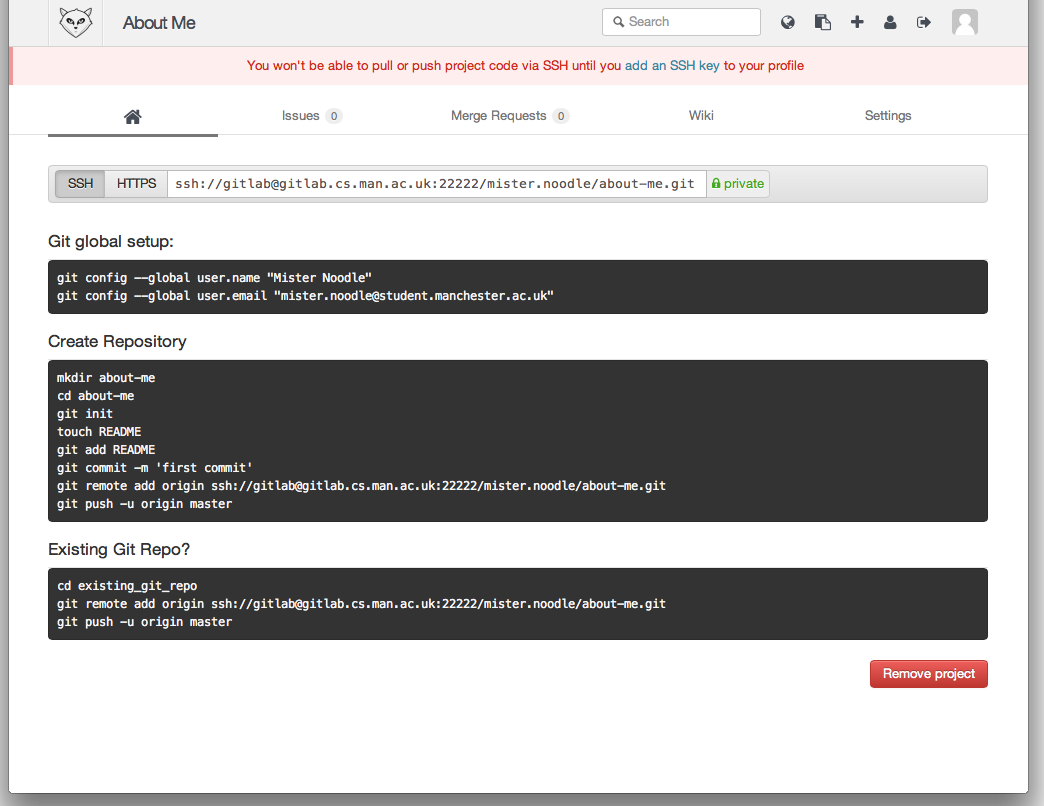 About Me
Search
You won't be able to pull or push project code via SSH until you add an SSH key to your profile
Issues 0
Merge Requests 0
Wiki
Settings
SSH HTTPS ssh://gitlab@gitlab.cs.man.ac.uk:22222/mister.noodle/about-me.git private
Git global setup:
git config --global user.name "Mister Noodle"
git config --global user.email "mister.noodle@student.manchester.ac.uk"
Create Repository
mkdir about-me
cd about-me
git init
touch README
git add README
git commit -m 'first commit'
git remote add origin ssh://gitlab@gitlab.cs.man.ac.uk:22222/mister.noodle/about-me.git
git push -u origin master
Existing Git Repo?
cd existing_git_repo
git remote add origin ssh://gitlab@gitlab.cs.man.ac.uk:22222/mister.noodle/about-me.git
git push -u origin master
Remove project